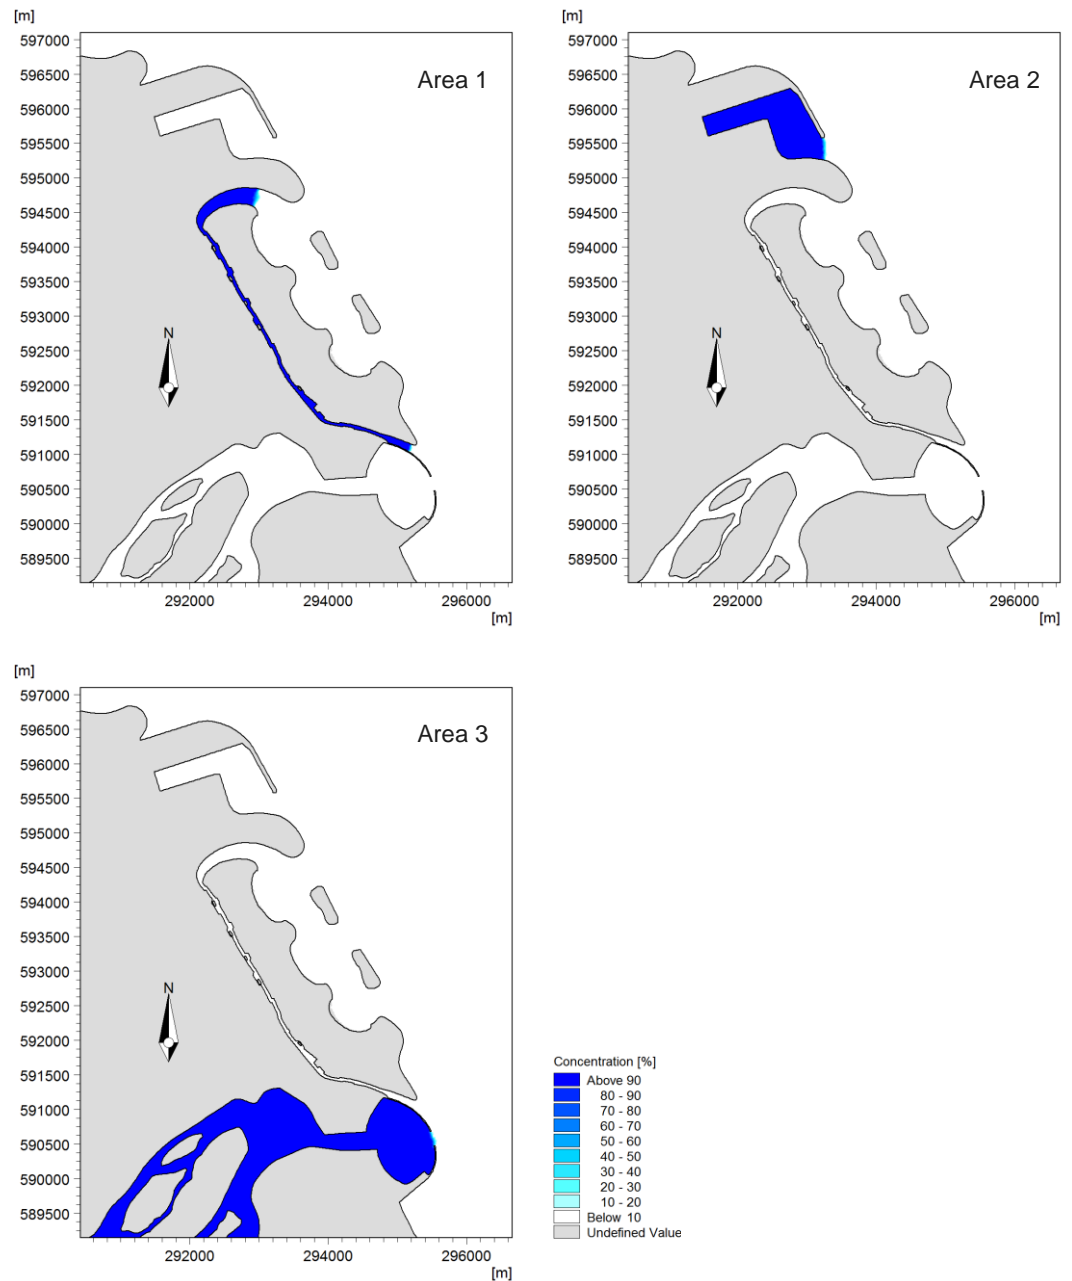 [m]
597000
596500
596000
595500
595000
594500
594000
593500
593000
592500
592000
591500
591000
590500
590000
589500
Area 1
N
292000 294000 296000
[m]
[m]
597000
596500
596000
595500
595000
594500
594000
593500
593000
592500
592000
591500
591000
590500
590000
589500
Area 2
N
292000 294000 296000
[m]
[m]
597000
596500
596000
595500
595000
594500
594000
593500
593000
592500
592000
591500
591000
590500
590000
589500
Area 3
N
292000 294000 296000
[m]
Concentration [%]
Above 90
80 - 90
70 - 80
60 - 70
50 - 60
40 - 50
30 - 40
20 - 30
10 - 20
Below 10
Undefined Value